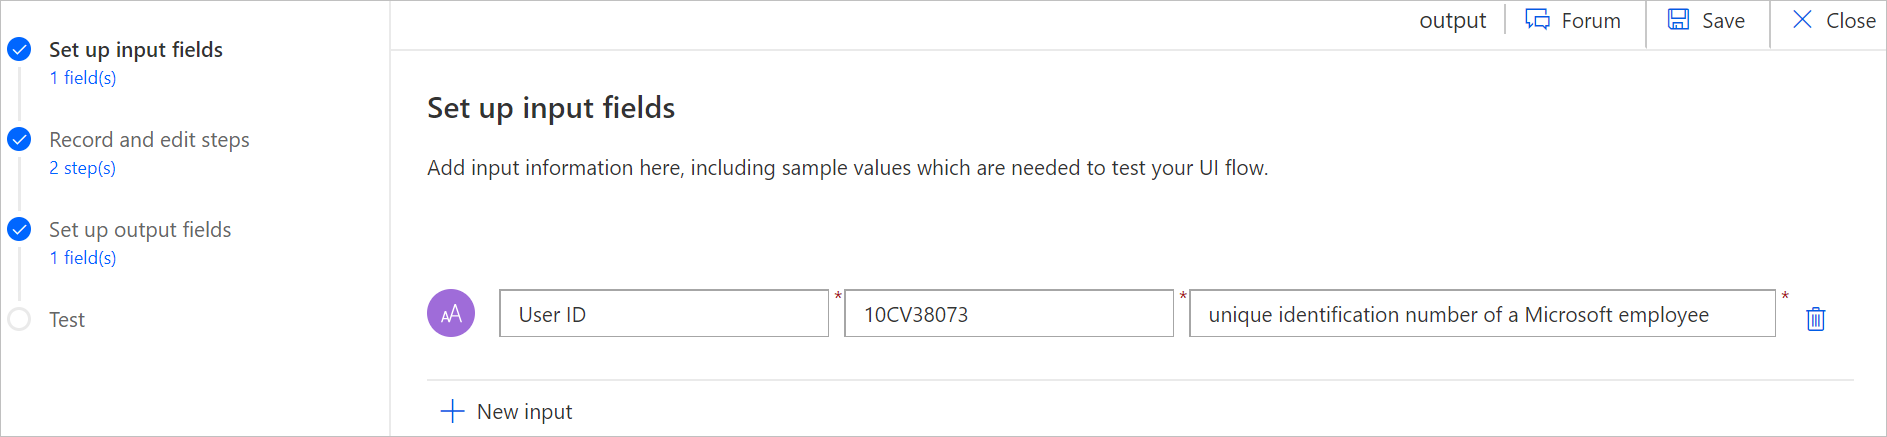 Set up input fields
1 field(s)
Record and edit steps
2 step(s)
Set up output fields
1 field(s)
Test
output Forum Save Close
Set up input fields
Add input information here, including sample values which are needed to test your UI flow.
AA User ID * 10CV38073 * unique identification number of a Microsoft employee *
New input